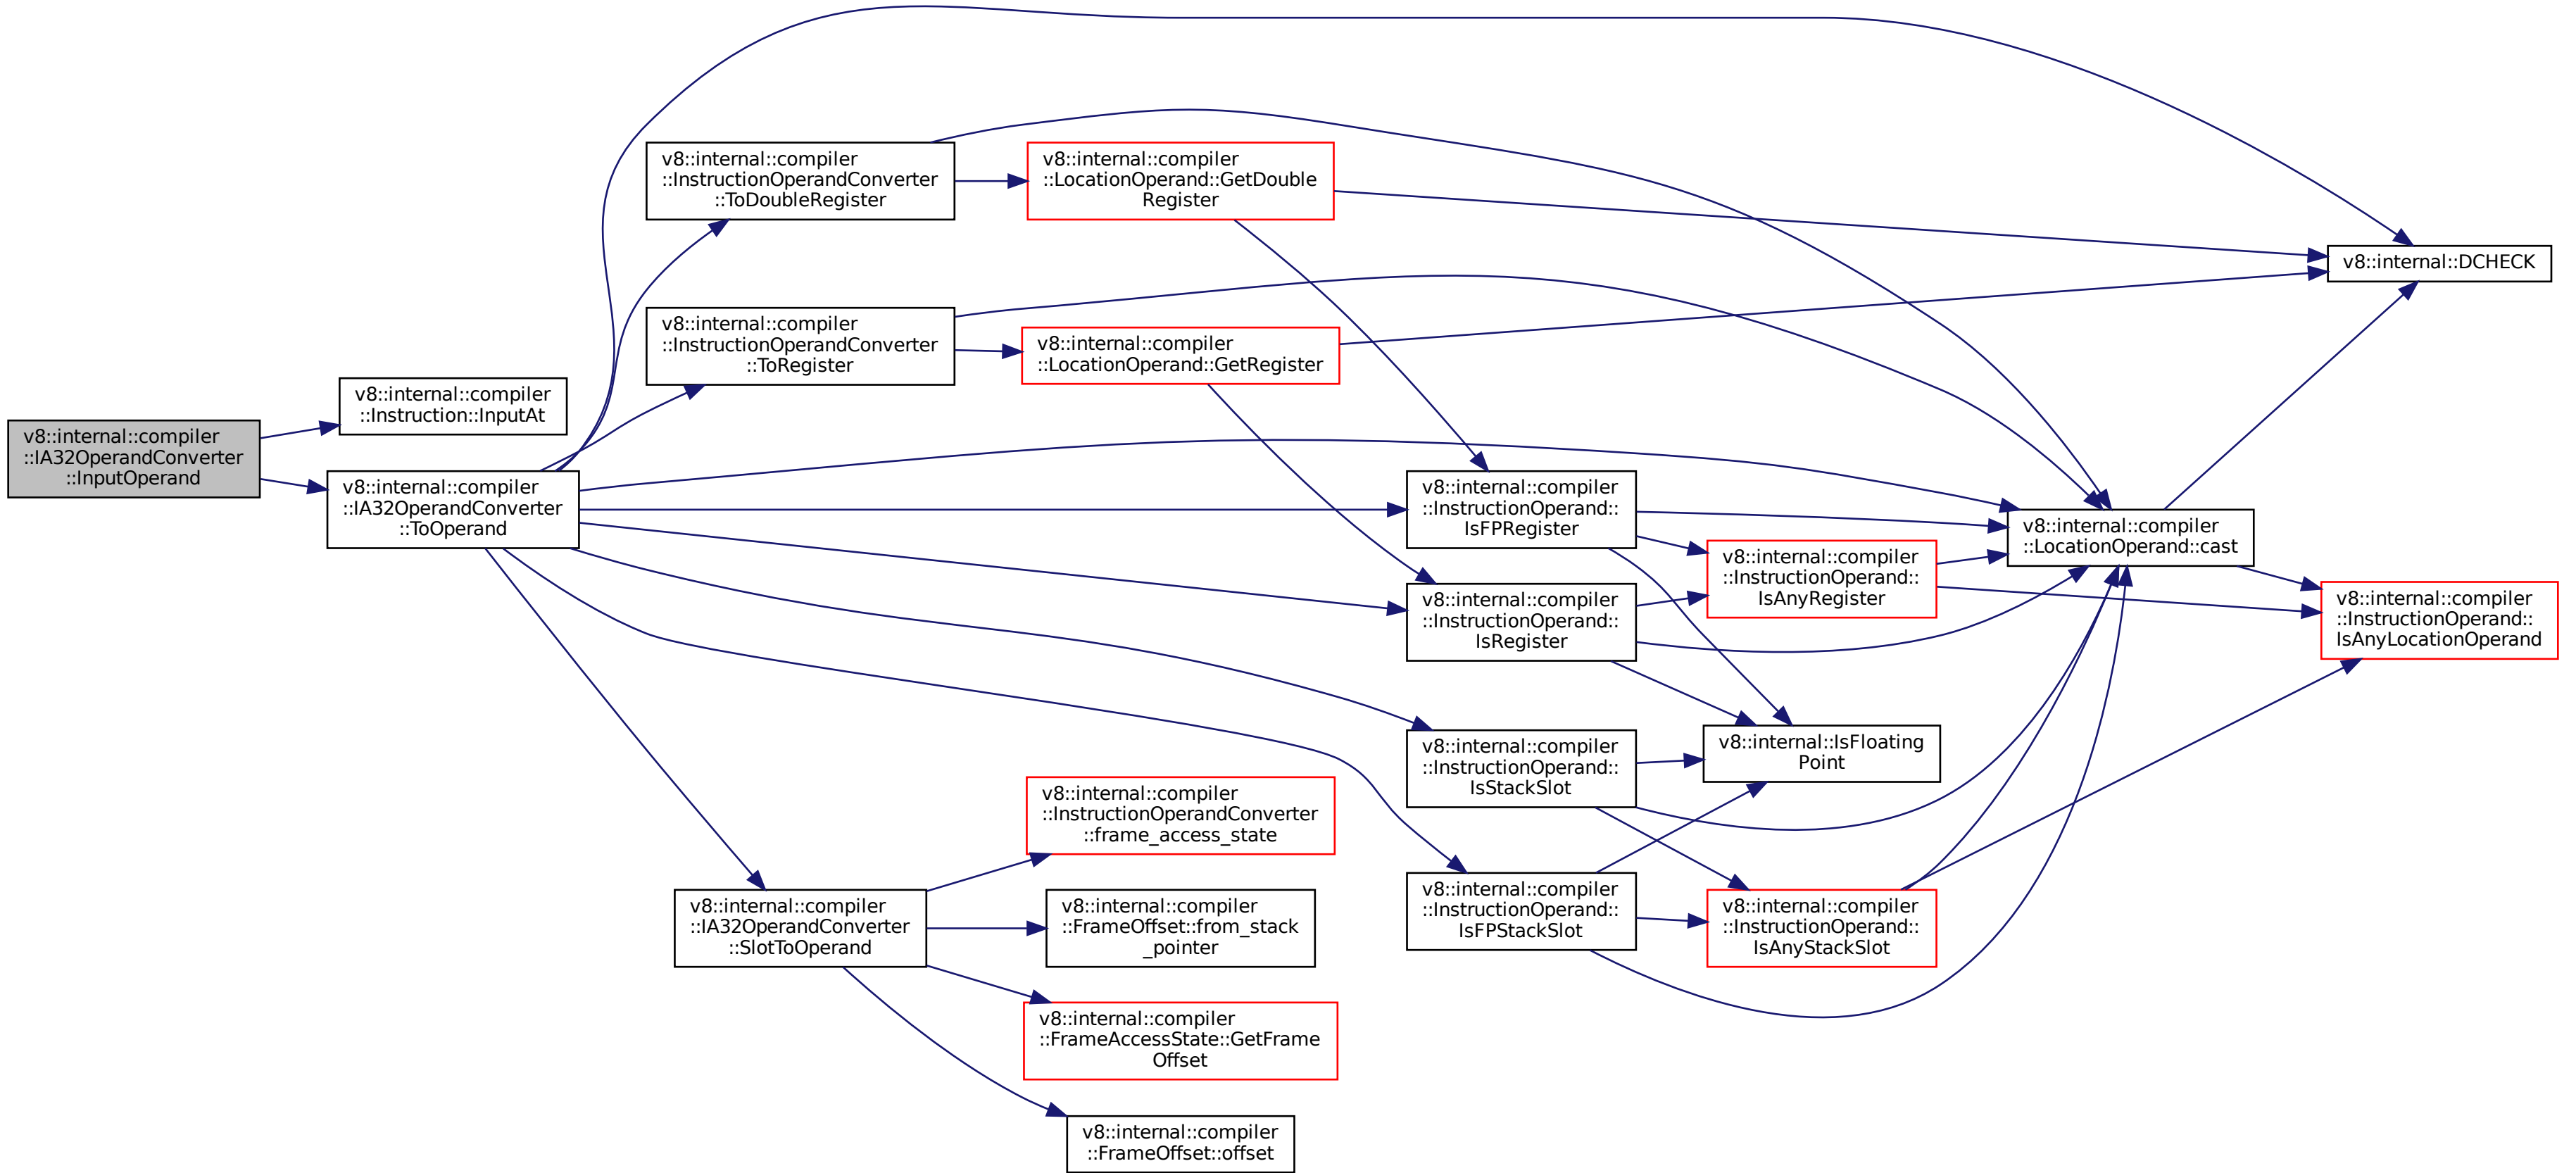 v8::internal::compiler
::IA32OperandConverter
::InputOperand
v8::internal::compiler
::Instruction::InputAt
v8::internal::compiler
::IA32OperandConverter
::ToOperand
v8::internal::compiler
::InstructionOperandConverter
::ToDoubleRegister
v8::internal::compiler
::InstructionOperandConverter
::ToRegister
v8::internal::compiler
::IA32OperandConverter
::SlotToOperand
v8::internal::compiler
::LocationOperand::GetDouble
Register
v8::internal::compiler
::LocationOperand::GetRegister
v8::internal::compiler
::InstructionOperandConverter
::frame_access_state
v8::internal::compiler
::FrameOffset::from_stack
_pointer
v8::internal::compiler
::FrameAccessState::GetFrame
Offset
v8::internal::compiler
::FrameOffset::offset
v8::internal::compiler
::InstructionOperand::
IsFPRegister
v8::internal::compiler
::InstructionOperand::
IsRegister
v8::internal::compiler
::InstructionOperand::
IsStackSlot
v8::internal::compiler
::InstructionOperand::
IsFPStackSlot
v8::internal::compiler
::InstructionOperand::
IsAnyRegister
v8::internal::IsFloating
Point
v8::internal::compiler
::InstructionOperand::
IsAnyStackSlot
v8::internal::compiler
::LocationOperand::cast
v8::internal::DCHECK
v8::internal::compiler
::InstructionOperand::
IsAnyLocationOperand